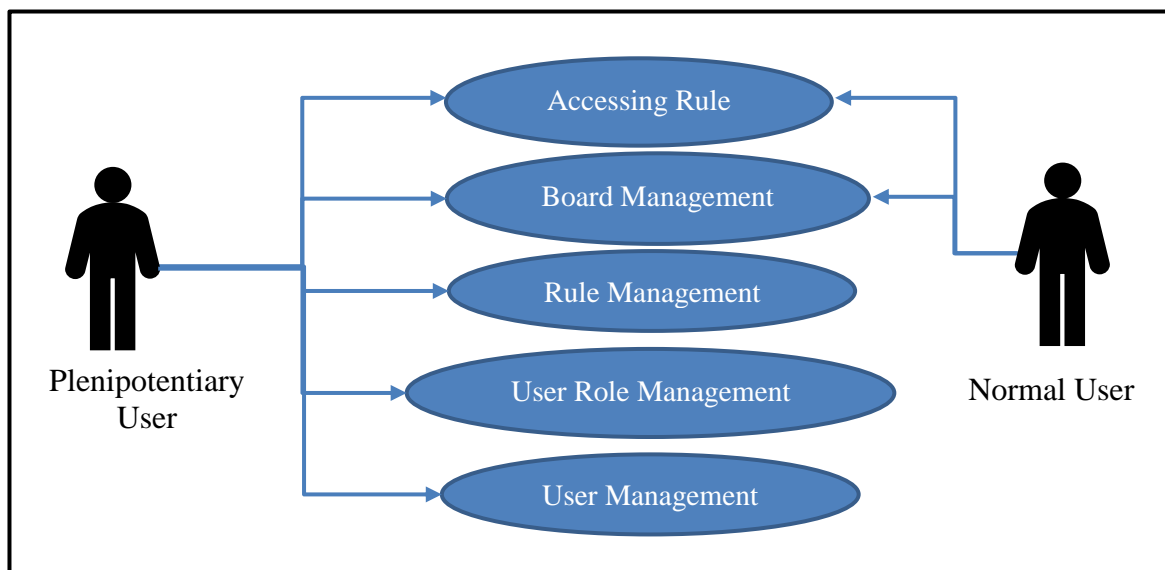 Accessing Rule
Board Management
Rule Management
User Role Management
User Management
Plenipotentiary
User
Normal User